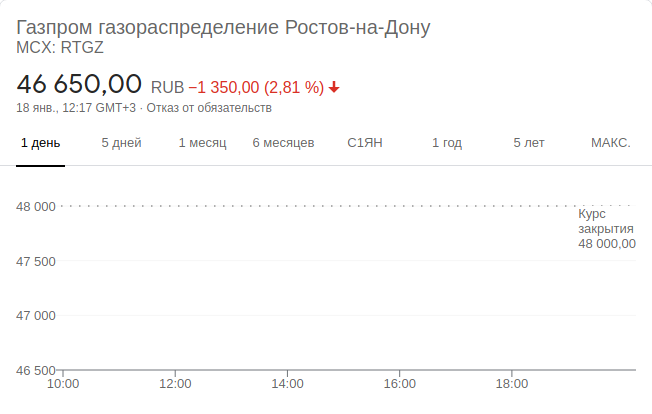 Газпром газораспределение Ростов-на-Дону
MCX: RTGZ
46 650,00 RUB −1 350,00 (2,81 %)
18 янв., 12:17 GMT+3 · Отказ от обязательств
1 день 5 дней 1 месяц 6 месяцев С1ЯН 1 год 5 лет МАКС.
48 000
Курс
закрытия
48 000,00
47 500
47 000
46 500
10:00 12:00 14:00 16:00 18:00